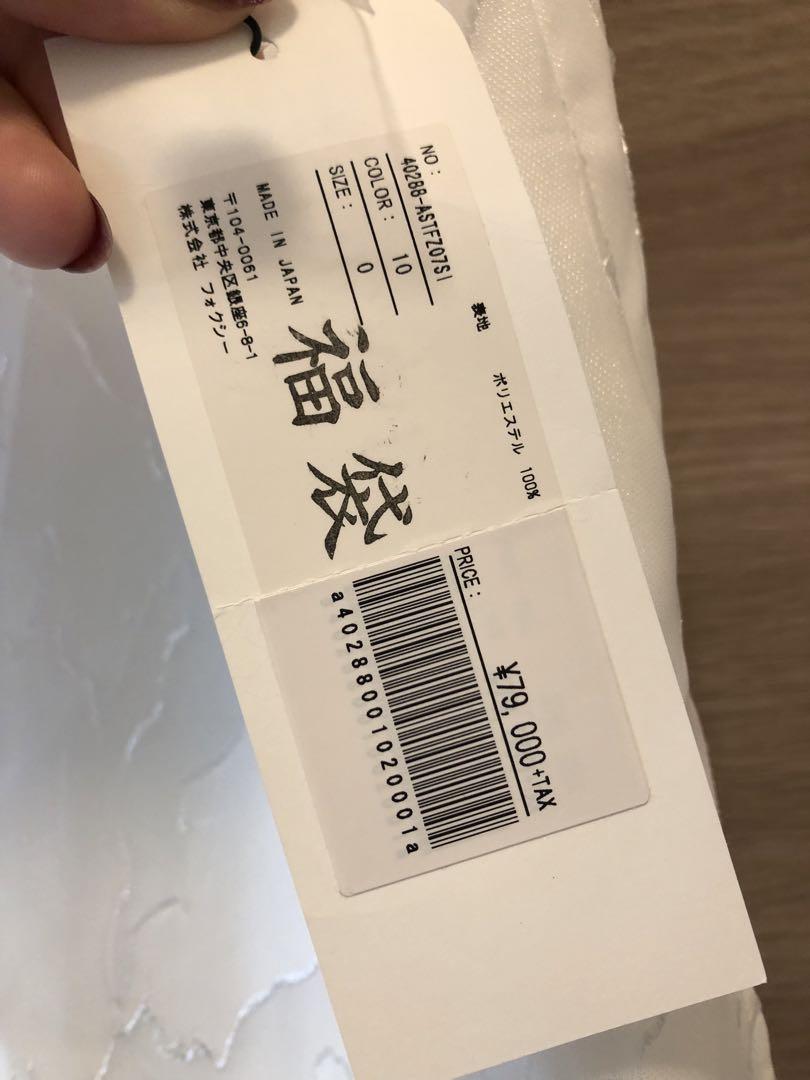 NO:
40288-ASTFZ07SI
COLOR: 10
SIZE: 0
表地 ポリエステル 100%
MADE IN JAPAN
〒104-0061
東京都中央区銀座6-8-1
株式会社 フォクシー
福袋
PRICE:
¥79,000+TAX
a40288001020001a